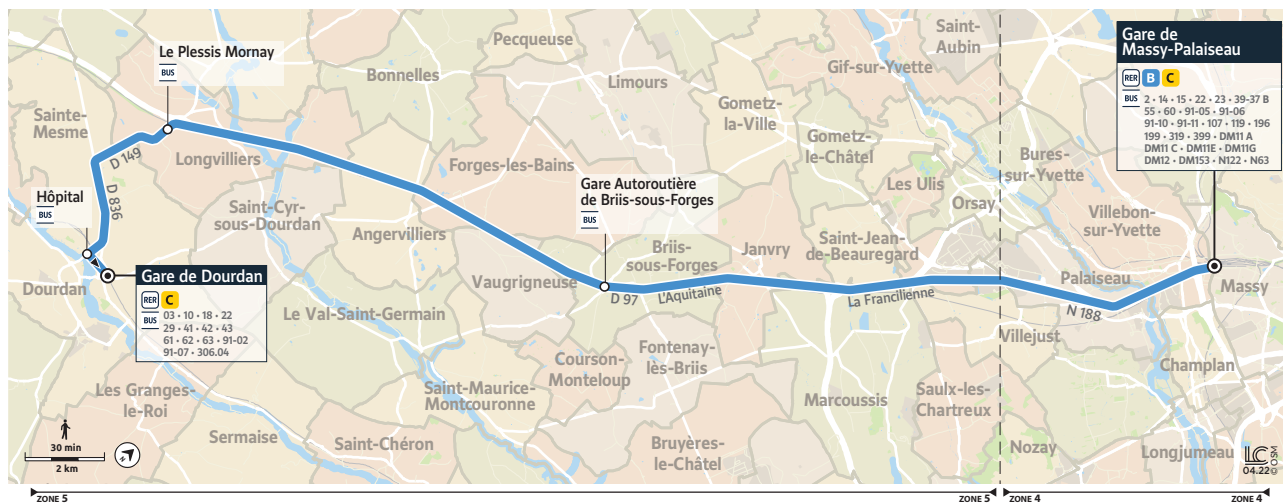 Pecqueuse
Saint-
Aubin
Gare de
Massy-Palaiseau
RER B C
BUS
2 • 14 • 15 • 22 • 23 • 39-37 B
55 • 60 • 91-05 • 91-06
91-10 • 91-11 • 107 • 119 • 196
199 • 319 • 399 • DM11 A
DM11 C • DM11E • DM11G
DM12 • DM153 • N122 • N63
Le Plessis Mornay
BUS
Bonnelles
Limours
Gif-sur-Yvette
Gometz-
la-Ville
Sainte-
Mesme
D 149
Longvilliers
Forges-les-Bains
Gometz-
le-Châtel
Bures-
sur-Yvette
Les Ulis
Orsay
Hôpital
BUS
D 836
Saint-Cyr-
sous-Dourdan
Gare Autoroutière
de Briis-sous-Forges
BUS
Angervilliers
Villebon-
sur-Yvette
Briis-
sous-Forges
Janvry
Saint-Jean-
de-Beauregard
Gare de Dourdan
RER C
BUS
03 • 10 • 18 • 22
29 • 41 • 42 • 43
61 • 62 • 63 • 91-02
91-07 • 306.04
Dourdan
Vaugrigneuse
D 97
L'Aquitaine
La Francilienne
Palaiseau
Massy
N 188
Le Val-Saint-Germain
Villejust
Courson-
Monteloup
Fontenay-
lès-Briis
Champlan
Les Granges-
le-Roi
Saint-Maurice-
Montcouronne
Marcoussis
Saulx-les-
Chartreux
Sermaise
Saint-Chéron
Bruyères-
le-Châtel
Nozay
Longjumeau
30 min
2 km
N
LC
04.22
© OSM
ZONE 5
ZONE 5
ZONE 4
ZONE 4